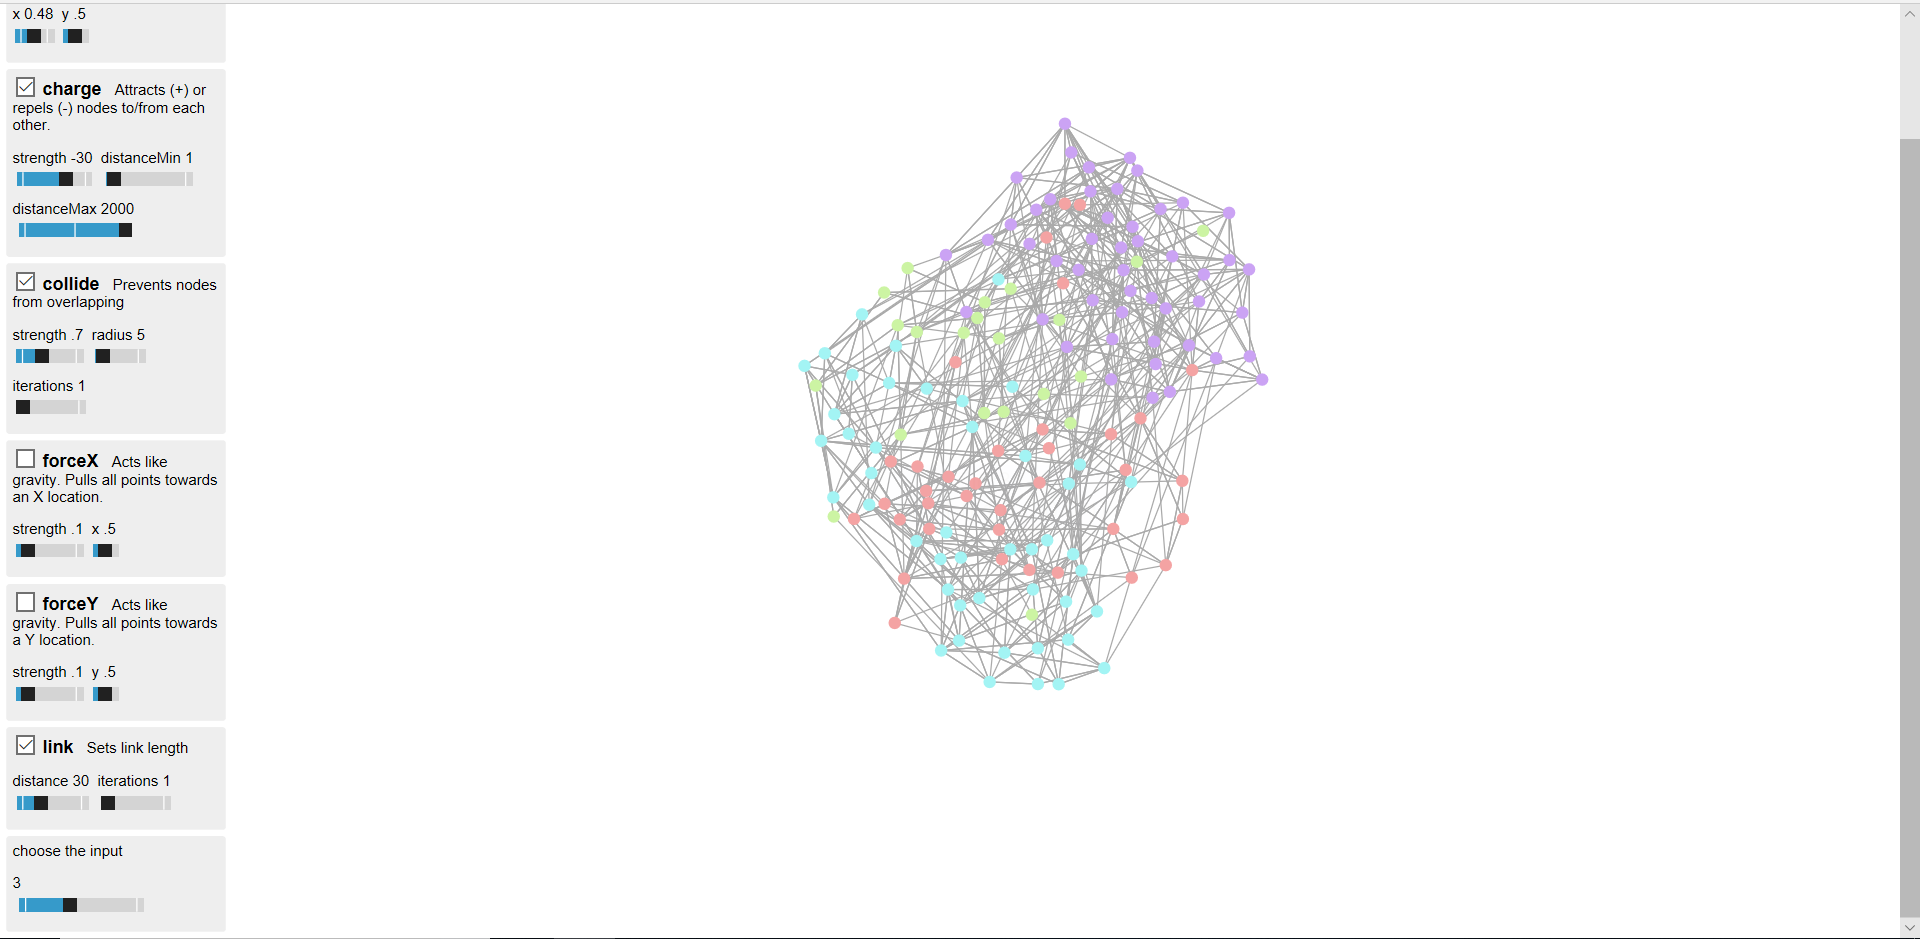 x 0.48 y .5
charge Attracts (+) or
repels (-) nodes to/from each
other.
strength -30 distanceMin 1
distanceMax 2000
collide Prevents nodes
from overlapping
strength .7 radius 5
iterations 1
forceX Acts like
gravity. Pulls all points towards
an X location.
strength .1 x .5
forceY Acts like
gravity. Pulls all points towards
a Y location.
strength .1 y .5
link Sets link length
distance 30 iterations 1
choose the input
3